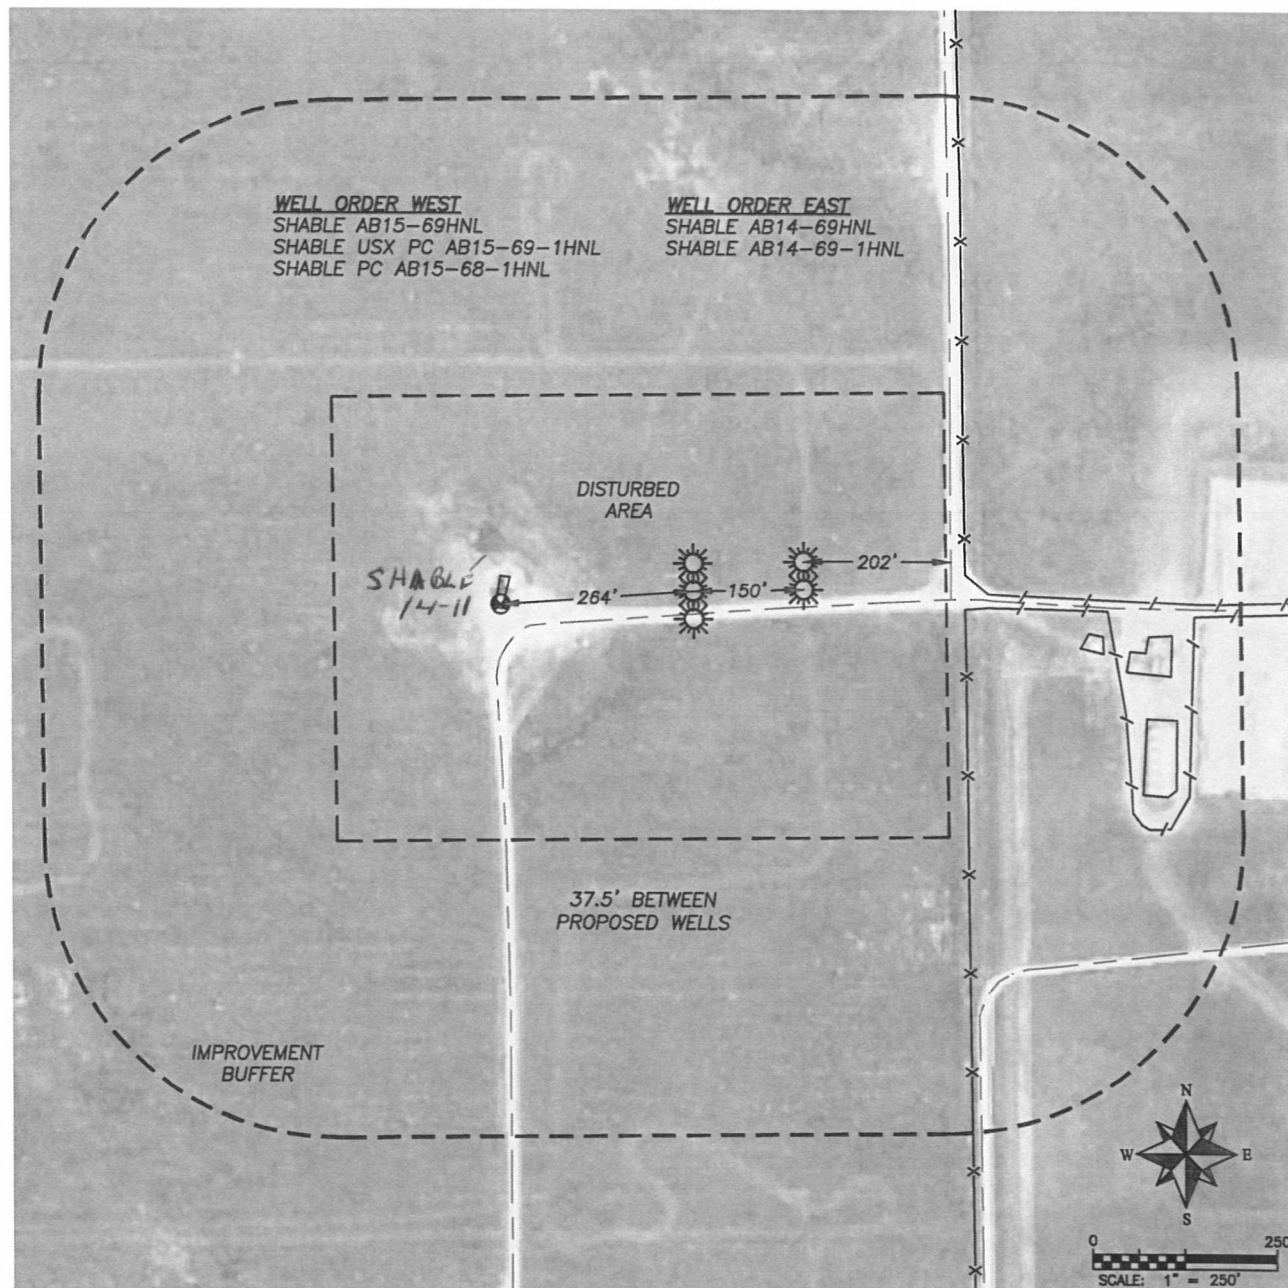 WELL ORDER WEST
SHABLE AB15-69HNL
SHABLE USX PC AB15-69-1HNL
SHABLE PC AB15-68-1HNL
WELL ORDER EAST
SHABLE AB14-69HNL
SHABLE AB14-69-1HNL
DISTURBED
AREA
SHABLE
14-11
264'
150'
202'
37.5' BETWEEN
PROPOSED WELLS
IMPROVEMENT
BUFFER
N
W
E
S
0
250
SCALE: 1" = 250'